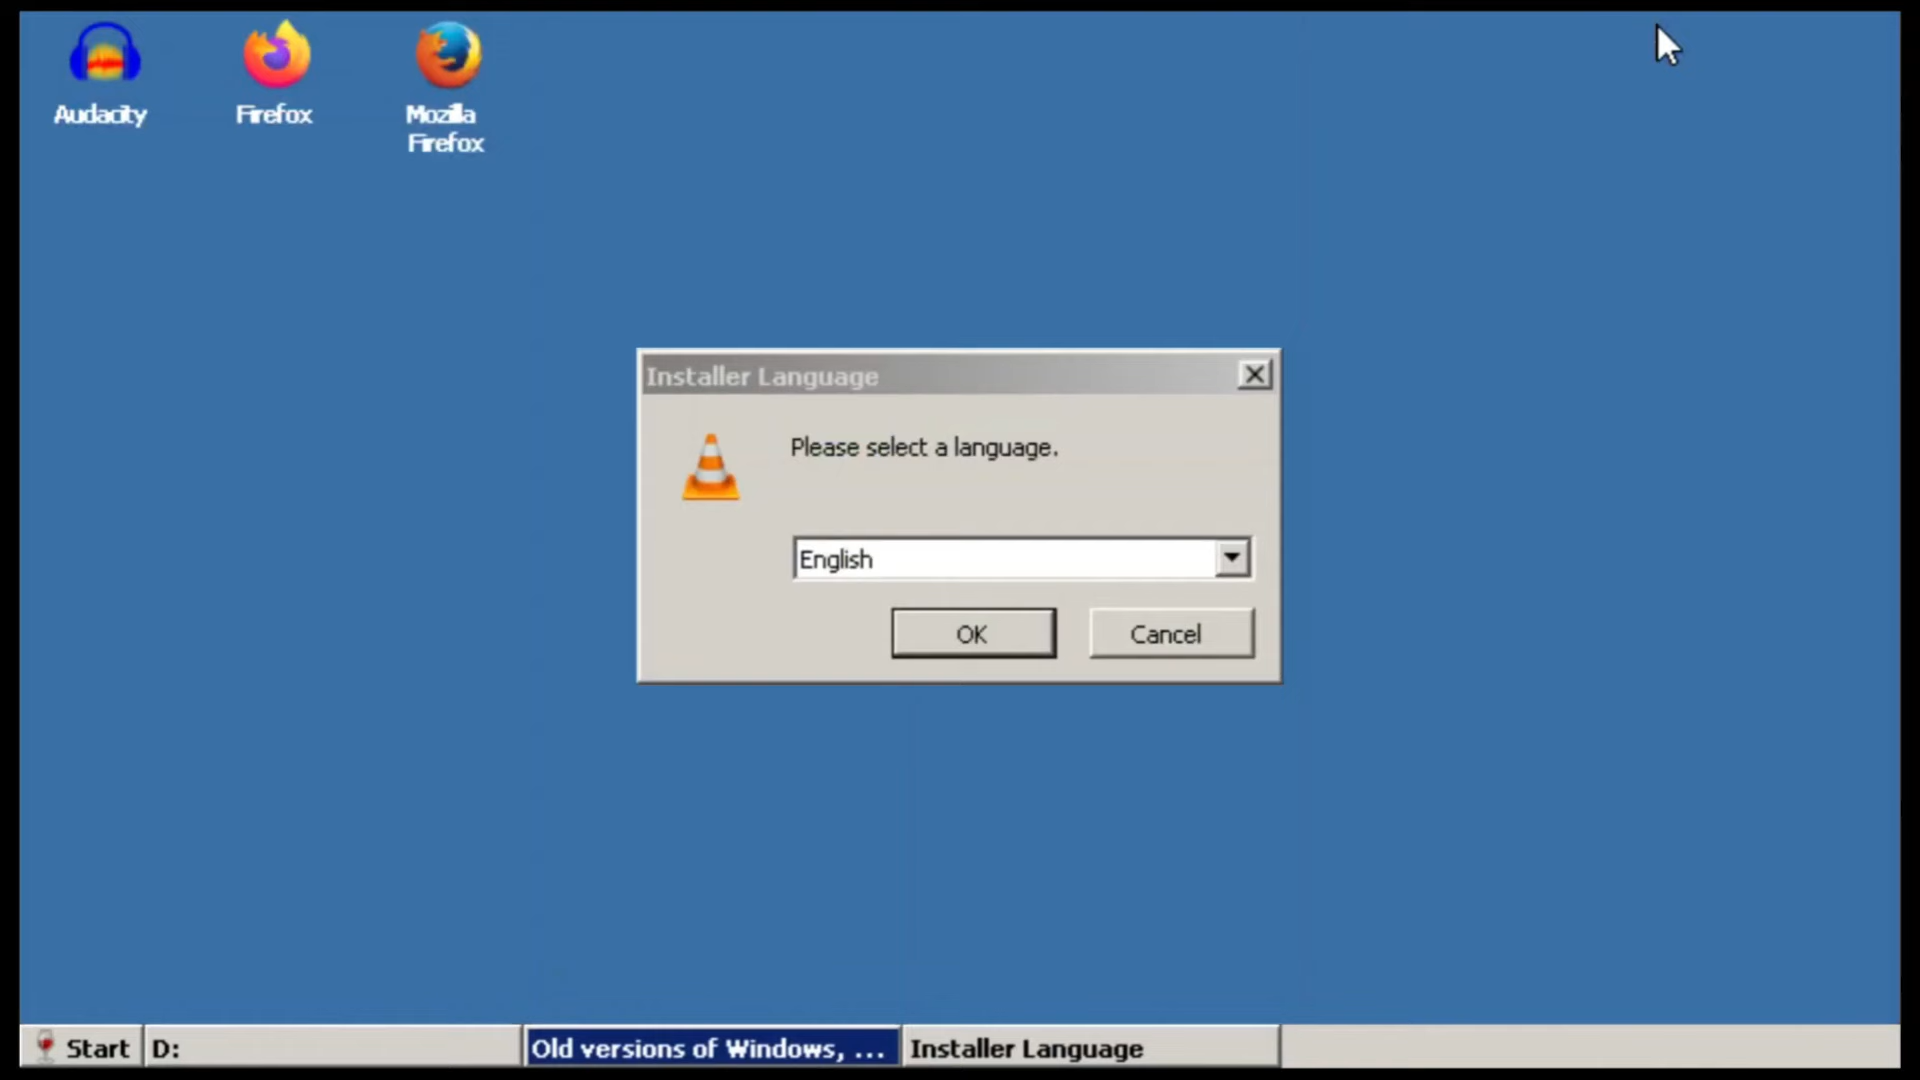 Audacity
Firefox
Mozilla
Firefox
Installer Language
Please select a language.
English
OK
Cancel
Start
D:
Old versions of Windows, ...
Installer Language